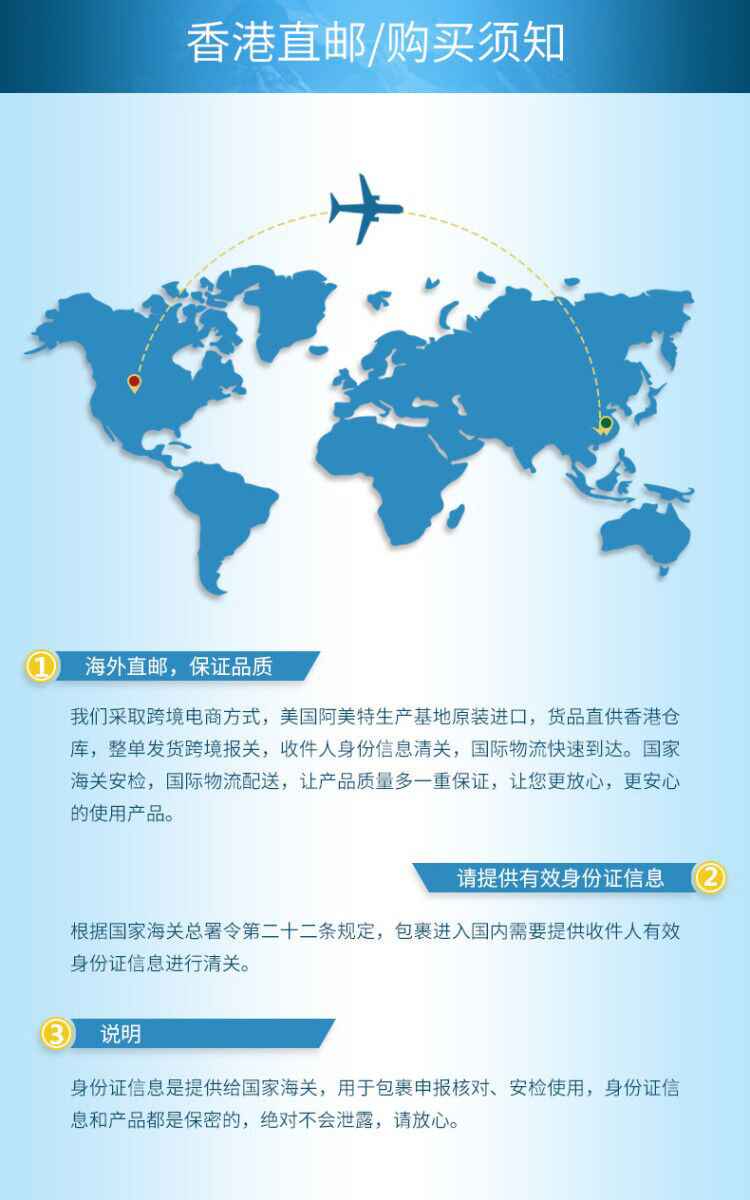 香港直邮/购买须知
1 海外直邮，保证品质
我们采取跨境电商方式，美国阿美特生产基地原装进口，货品直供香港仓
库，整单发货跨境报关，收件人身份信息清关，国际物流快速到达。国家
海关安检，国际物流配送，让产品质量多一重保证，让您更放心，更安心
的使用产品。
请提供有效身份证信息 2
根据国家海关总署令第二十二条规定，包裹进入国内需要提供收件人有效
身份证信息进行清关。
3 说明
身份证信息是提供给国家海关，用于包裹申报核对、安检使用，身份证信
息和产品都是保密的，绝对不会泄露，请放心。